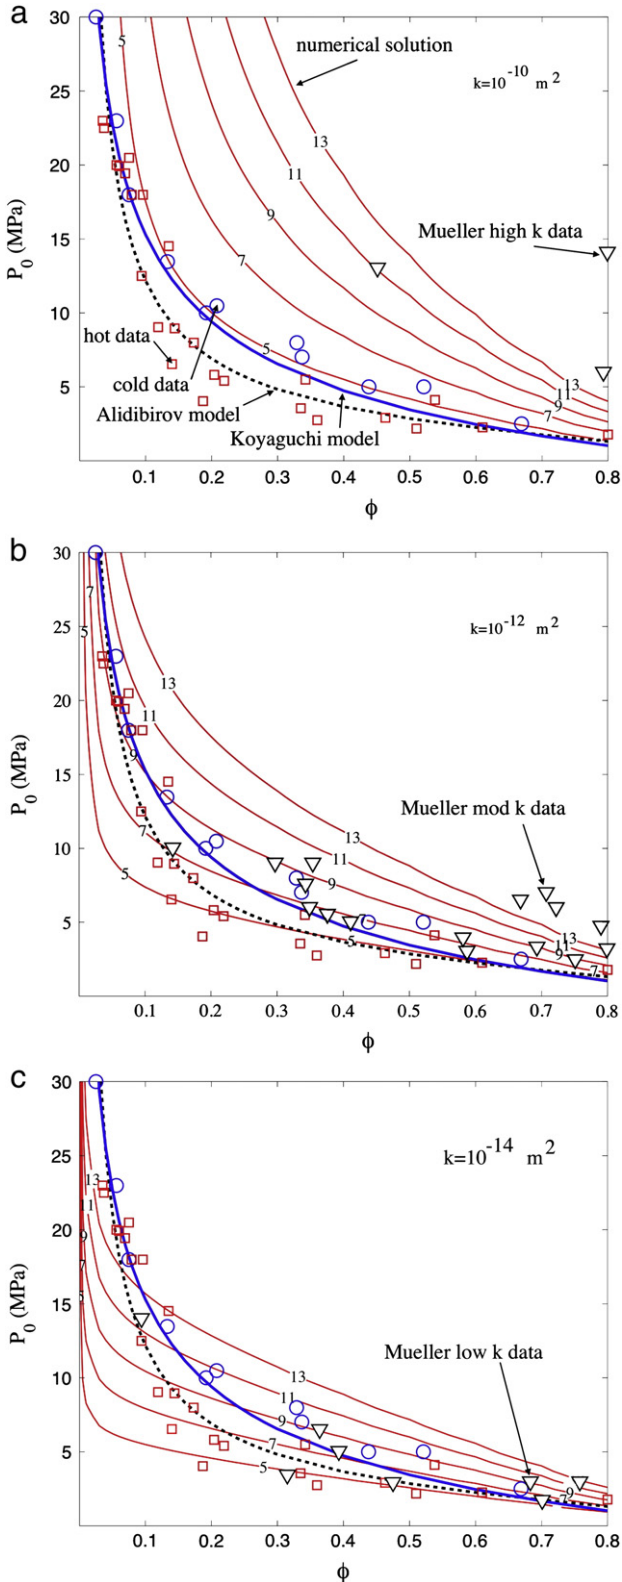 a
30
25
20
15
10
5
P0 (MPa)
5
numerical solution
k=10-10 m2
13
11
9
7
5
Mueller high k data
hot data
cold data
Alidibirov model
Koyaguchi model
13
11
9
7
0.1 0.2 0.3 0.4 0.5 0.6 0.7 0.8
ϕ
b
30
25
20
15
10
5
P0 (MPa)
7
5
k=10-12 m2
13
11
9
7
5
Mueller mod k data
13
11
9
7
5
13
11
9
7
0.1 0.2 0.3 0.4 0.5 0.6 0.7 0.8
ϕ
c
30
25
20
15
10
5
P0 (MPa)
13
11
9
7
5
k=10-14 m2
Mueller low k data
13
11
9
7
5
9
7
0.1 0.2 0.3 0.4 0.5 0.6 0.7 0.8
ϕ